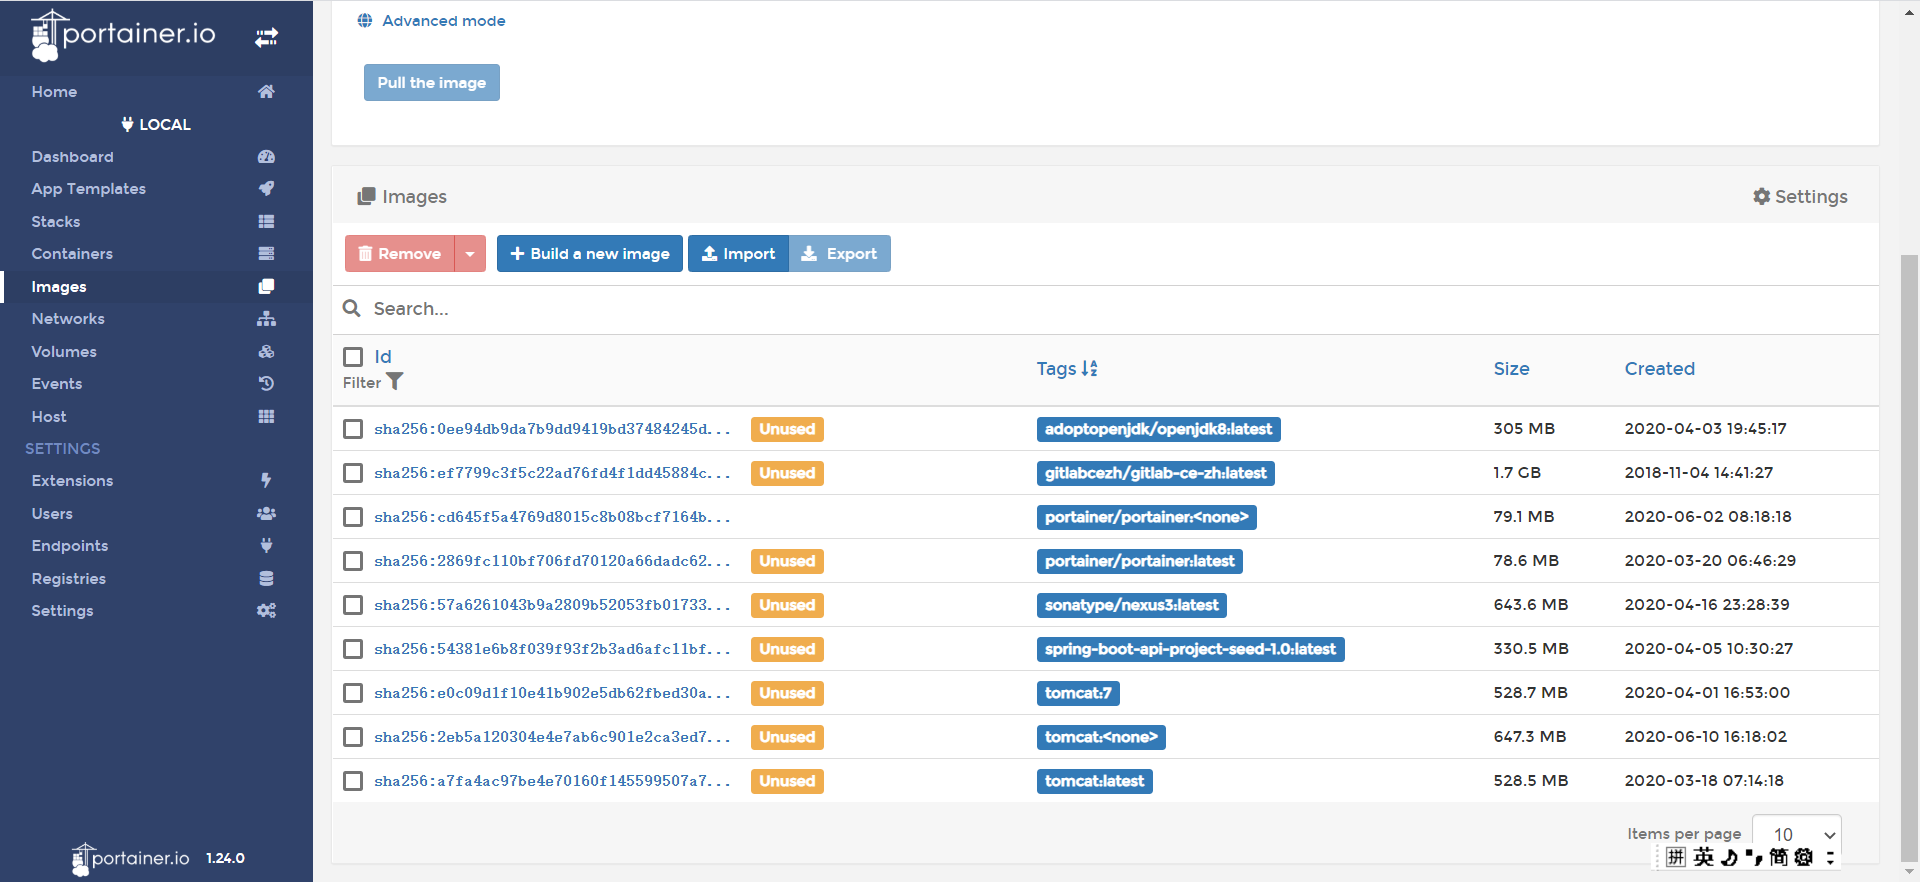 portainer.io
Home
LOCAL
Dashboard
App Templates
Stacks
Containers
Images
Networks
Volumes
Events
Host
SETTINGS
Extensions
Users
Endpoints
Registries
Settings
portainer.io 1.24.0
Advanced mode
Pull the image
Images Settings
Remove Build a new image Import Export
Search...
Id Tags Size Created
Filter
sha256:0ee94db9da7b9dd9419bd37484245d... Unused adoptopenjdk/openjdk8:latest 305 MB 2020-04-03 19:45:17
sha256:ef7799c3f5c22ad76fd4f1dd45884c... Unused gitlabcezh/gitlab-ce-zh:latest 1.7 GB 2018-11-04 14:41:27
sha256:cd645f5a4769d8015c8b08bcf7164b... portainer/portainer:<none> 79.1 MB 2020-06-02 08:18:18
sha256:2869fc110bf706fd70120a66dadc62... Unused portainer/portainer:latest 78.6 MB 2020-03-20 06:46:29
sha256:57a6261043b9a2809b52053fb01733... Unused sonatype/nexus3:latest 643.6 MB 2020-04-16 23:28:39
sha256:54381e6b8f039f93f2b3ad6afc11bf... Unused spring-boot-api-project-seed-1.0:latest 330.5 MB 2020-04-05 10:30:27
sha256:e0c09d1f10e41b902e5db62fbed30a... Unused tomcat:7 528.7 MB 2020-04-01 16:53:00
sha256:2eb5a120304e4e7ab6c901e2ca3ed7... Unused tomcat:<none> 647.3 MB 2020-06-10 16:18:02
sha256:a7fa4ac97be4e70160f145599507a7... Unused tomcat:latest 528.5 MB 2020-03-18 07:14:18
Items per page 10
拼 英 简